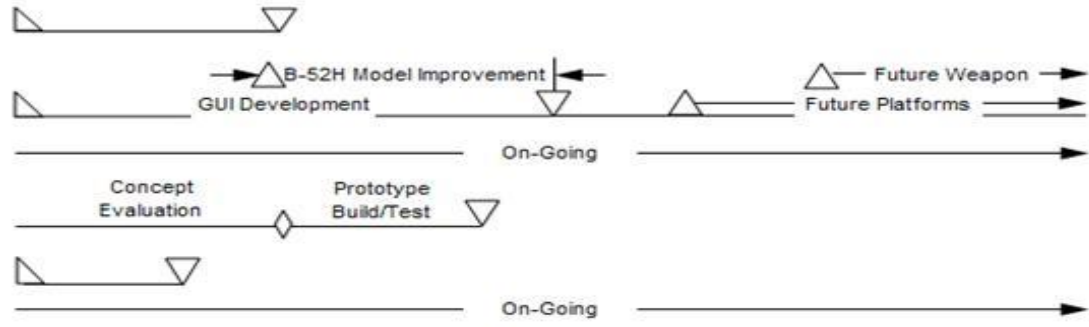 B-52H Model Improvement
Future Weapon
GUI Development
Future Platforms
On-Going
Concept
Evaluation
Prototype
Build/Test
On-Going